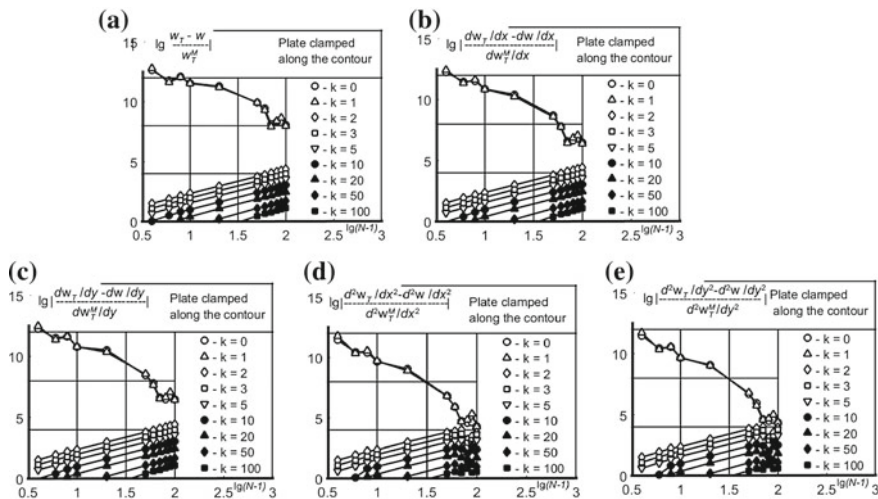 (a)
15
lg | w_T - w / w_T^M |
Plate clamped
along the contour
10
5
0
0.5 1 1.5 2 2.5 3
lg(N-1)
- k = 0
- k = 1
- k = 2
- k = 3
- k = 5
- k = 10
- k = 20
- k = 50
- k = 100
(b)
15
lg | dw_T /dx -dw /dx / dw_T^M /dx |
Plate clamped
along the contour
10
5
0
0.5 1 1.5 2 2.5 3
lg(N-1)
- k = 0
- k = 1
- k = 2
- k = 3
- k = 5
- k = 10
- k = 20
- k = 50
- k = 100
(c)
15
lg | dw_T /dy -dw /dy / dw_T^M /dy |
Plate clamped
along the contour
10
5
0
0.5 1 1.5 2 2.5 3
lg(N-1)
- k = 0
- k = 1
- k = 2
- k = 3
- k = 5
- k = 10
- k = 20
- k = 50
- k = 100
(d)
15
lg | d²w_T /dx²-d²w /dx² / d²w_T^M /dx² |
Plate clamped
along the contour
10
5
0
0.5 1 1.5 2 2.5 3
lg(N-1)
- k = 0
- k = 1
- k = 2
- k = 3
- k = 5
- k = 10
- k = 20
- k = 50
- k = 100
(e)
15
lg | d²w_T /dy²-d²w /dy² / d²w_T^M /dy² |
Plate clamped
along the contour
10
5
0
0.5 1 1.5 2 2.5 3
lg(N-1)
- k = 0
- k = 1
- k = 2
- k = 3
- k = 5
- k = 10
- k = 20
- k = 50
- k = 100